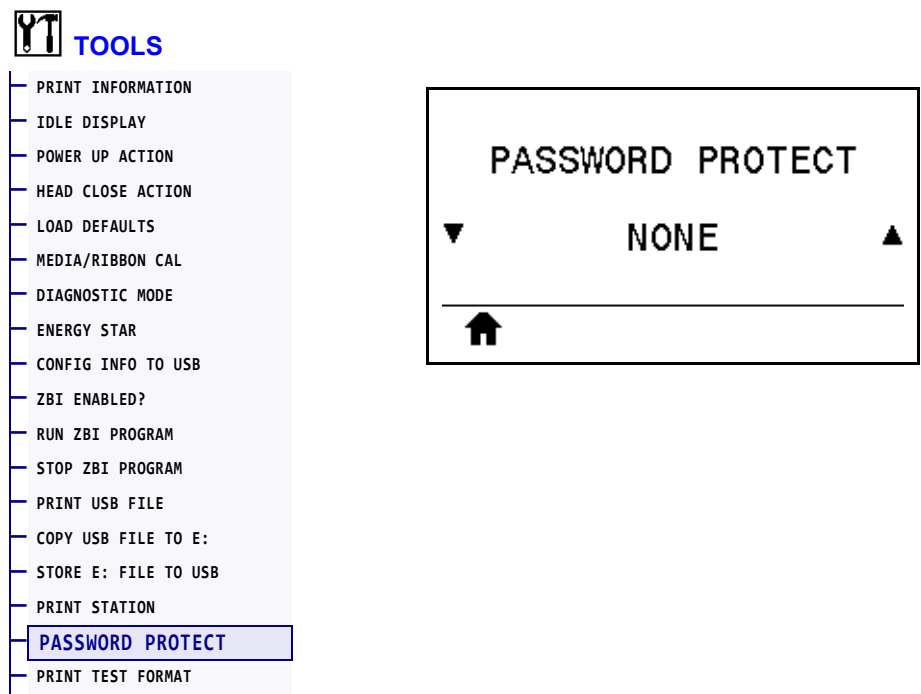 TOOLS
PRINT INFORMATION
IDLE DISPLAY
POWER UP ACTION
HEAD CLOSE ACTION
LOAD DEFAULTS
MEDIA/RIBBON CAL
DIAGNOSTIC MODE
ENERGY STAR
CONFIG INFO TO USB
ZBI ENABLED?
RUN ZBI PROGRAM
STOP ZBI PROGRAM
PRINT USB FILE
COPY USB FILE TO E:
STORE E: FILE TO USB
PRINT STATION
PASSWORD PROTECT
PRINT TEST FORMAT
PASSWORD PROTECT
NONE